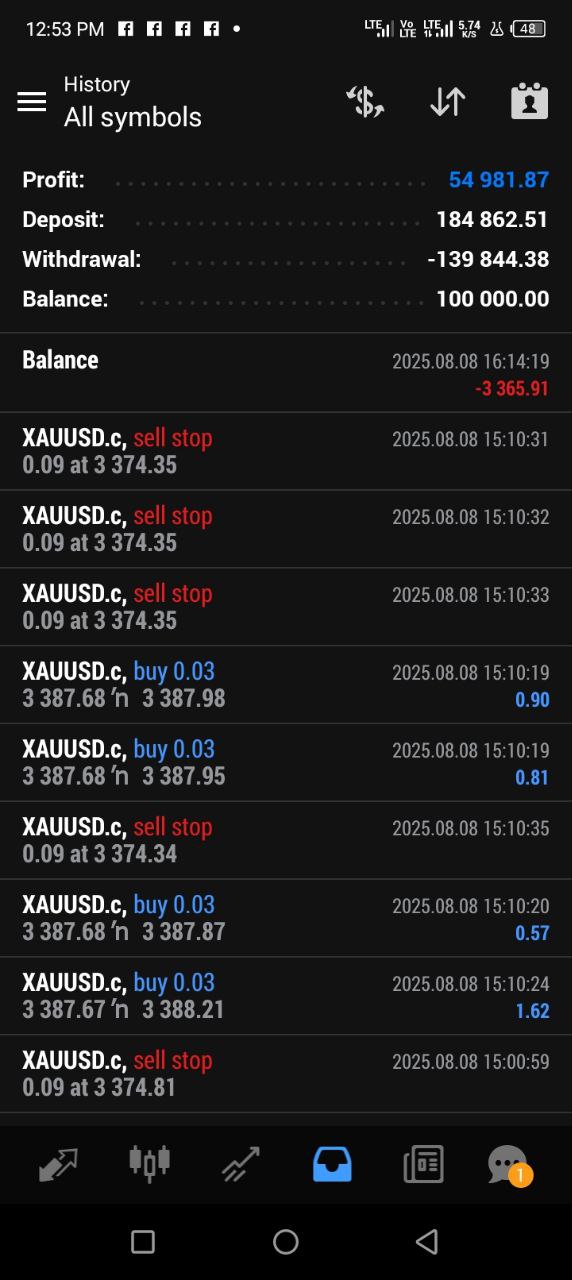 12:53 PM
LTE Vo LTE LTE 5.74 K/S 48
History
All symbols
Profit: 54 981.87
Deposit: 184 862.51
Withdrawal: -139 844.38
Balance: 100 000.00
Balance 2025.08.08 16:14:19
-3 365.91
XAUUSD.c, sell stop 2025.08.08 15:10:31
0.09 at 3 374.35
XAUUSD.c, sell stop 2025.08.08 15:10:32
0.09 at 3 374.35
XAUUSD.c, sell stop 2025.08.08 15:10:33
0.09 at 3 374.35
XAUUSD.c, buy 0.03 2025.08.08 15:10:19
3 387.68 ′n 3 387.98 0.90
XAUUSD.c, buy 0.03 2025.08.08 15:10:19
3 387.68 ′n 3 387.95 0.81
XAUUSD.c, sell stop 2025.08.08 15:10:35
0.09 at 3 374.34
XAUUSD.c, buy 0.03 2025.08.08 15:10:20
3 387.68 ′n 3 387.87 0.57
XAUUSD.c, buy 0.03 2025.08.08 15:10:24
3 387.67 ′n 3 388.21 1.62
XAUUSD.c, sell stop 2025.08.08 15:00:59
0.09 at 3 374.81
1